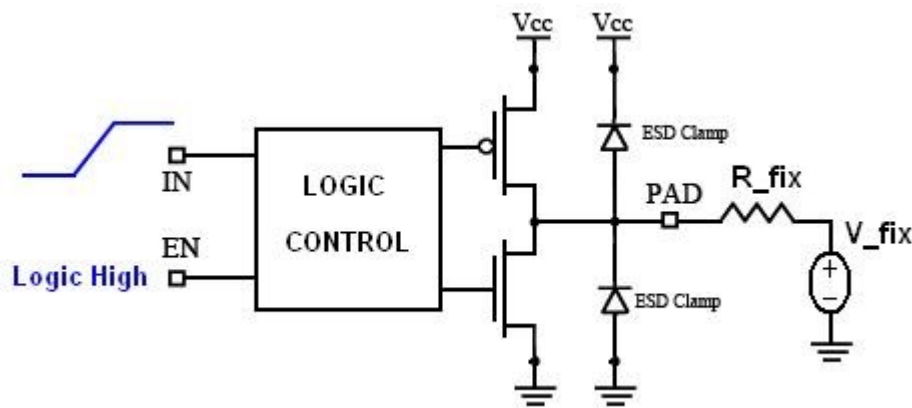 Vcc
Vcc
ESD Clamp
IN
LOGIC
CONTROL
PAD
R_fix
V_fix
EN
Logic High
ESD Clamp
+
−